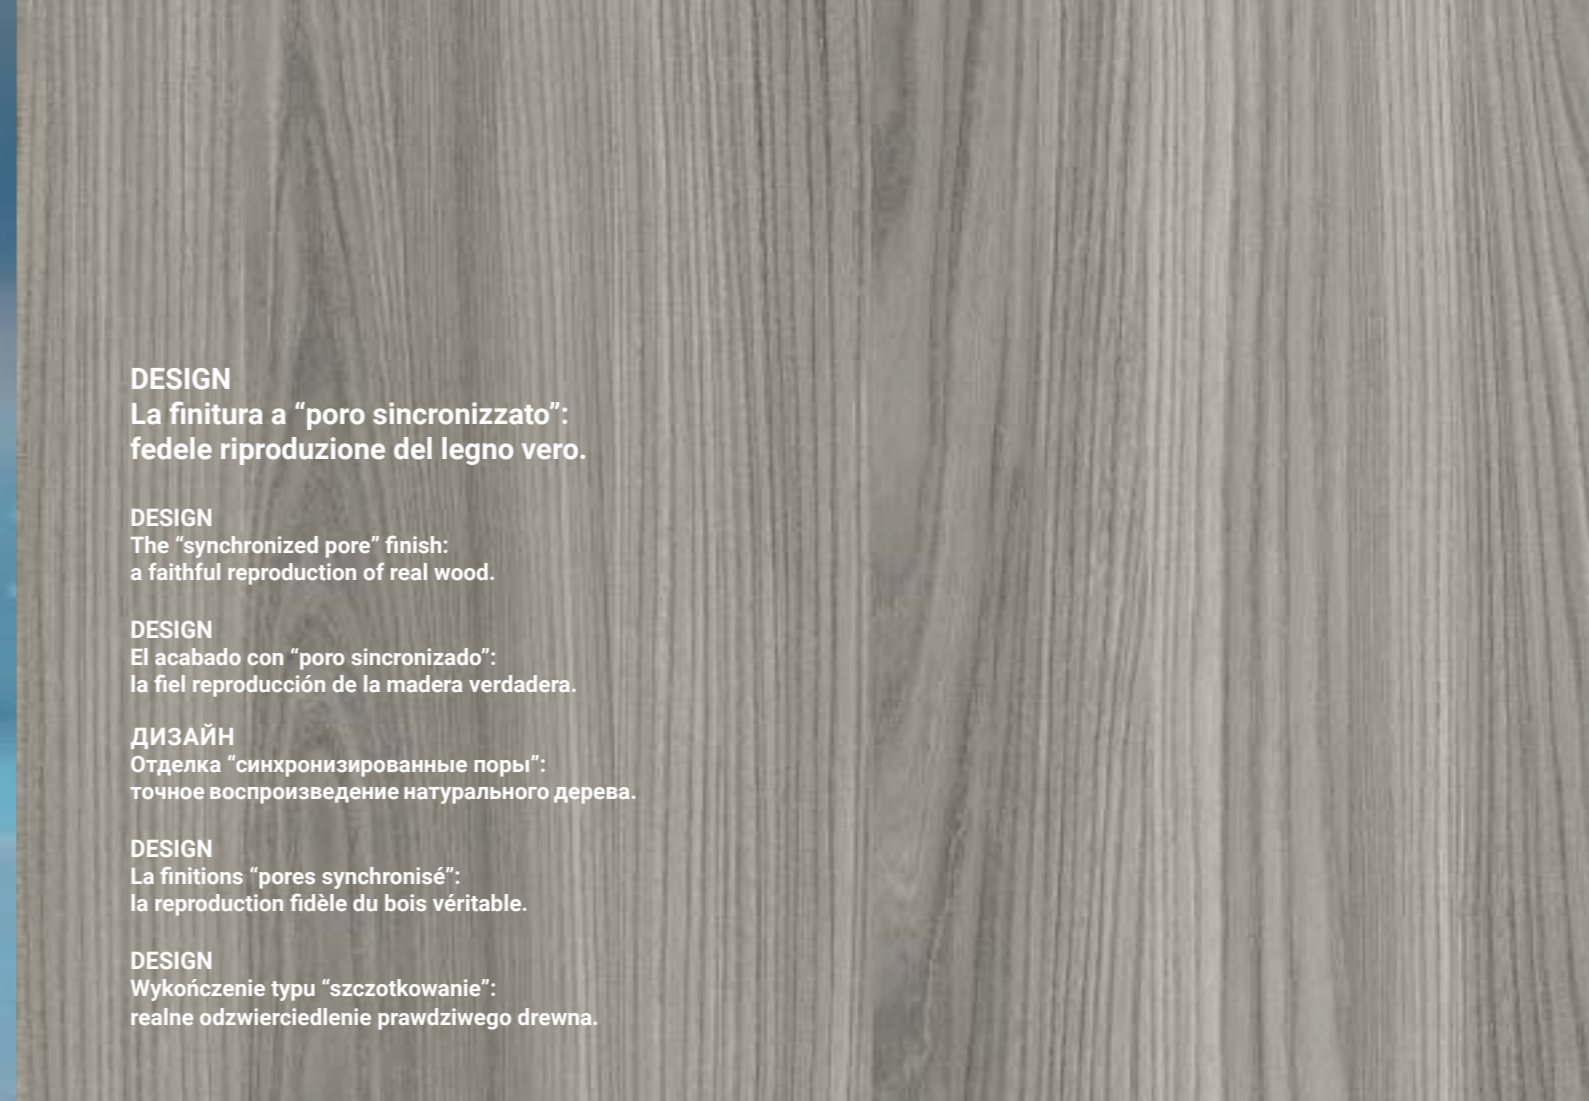 DESIGN
La finitura a “poro sincronizzato”:
fedele riproduzione del legno vero.
DESIGN
The “synchronized pore” finish:
a faithful reproduction of real wood.
DESIGN
El acabado con “poro sincronizado”:
la fiel reproducción de la madera verdadera.
ДИЗАЙН
Отделка “синхронизированные поры”:
точное воспроизведение натурального дерева.
DESIGN
La finitions “pores synchronisé”:
la reproduction fidèle du bois véritable.
DESIGN
Wykończenie typu “szczotkowanie”:
realne odzwierciedlenie prawdziwego drewna.